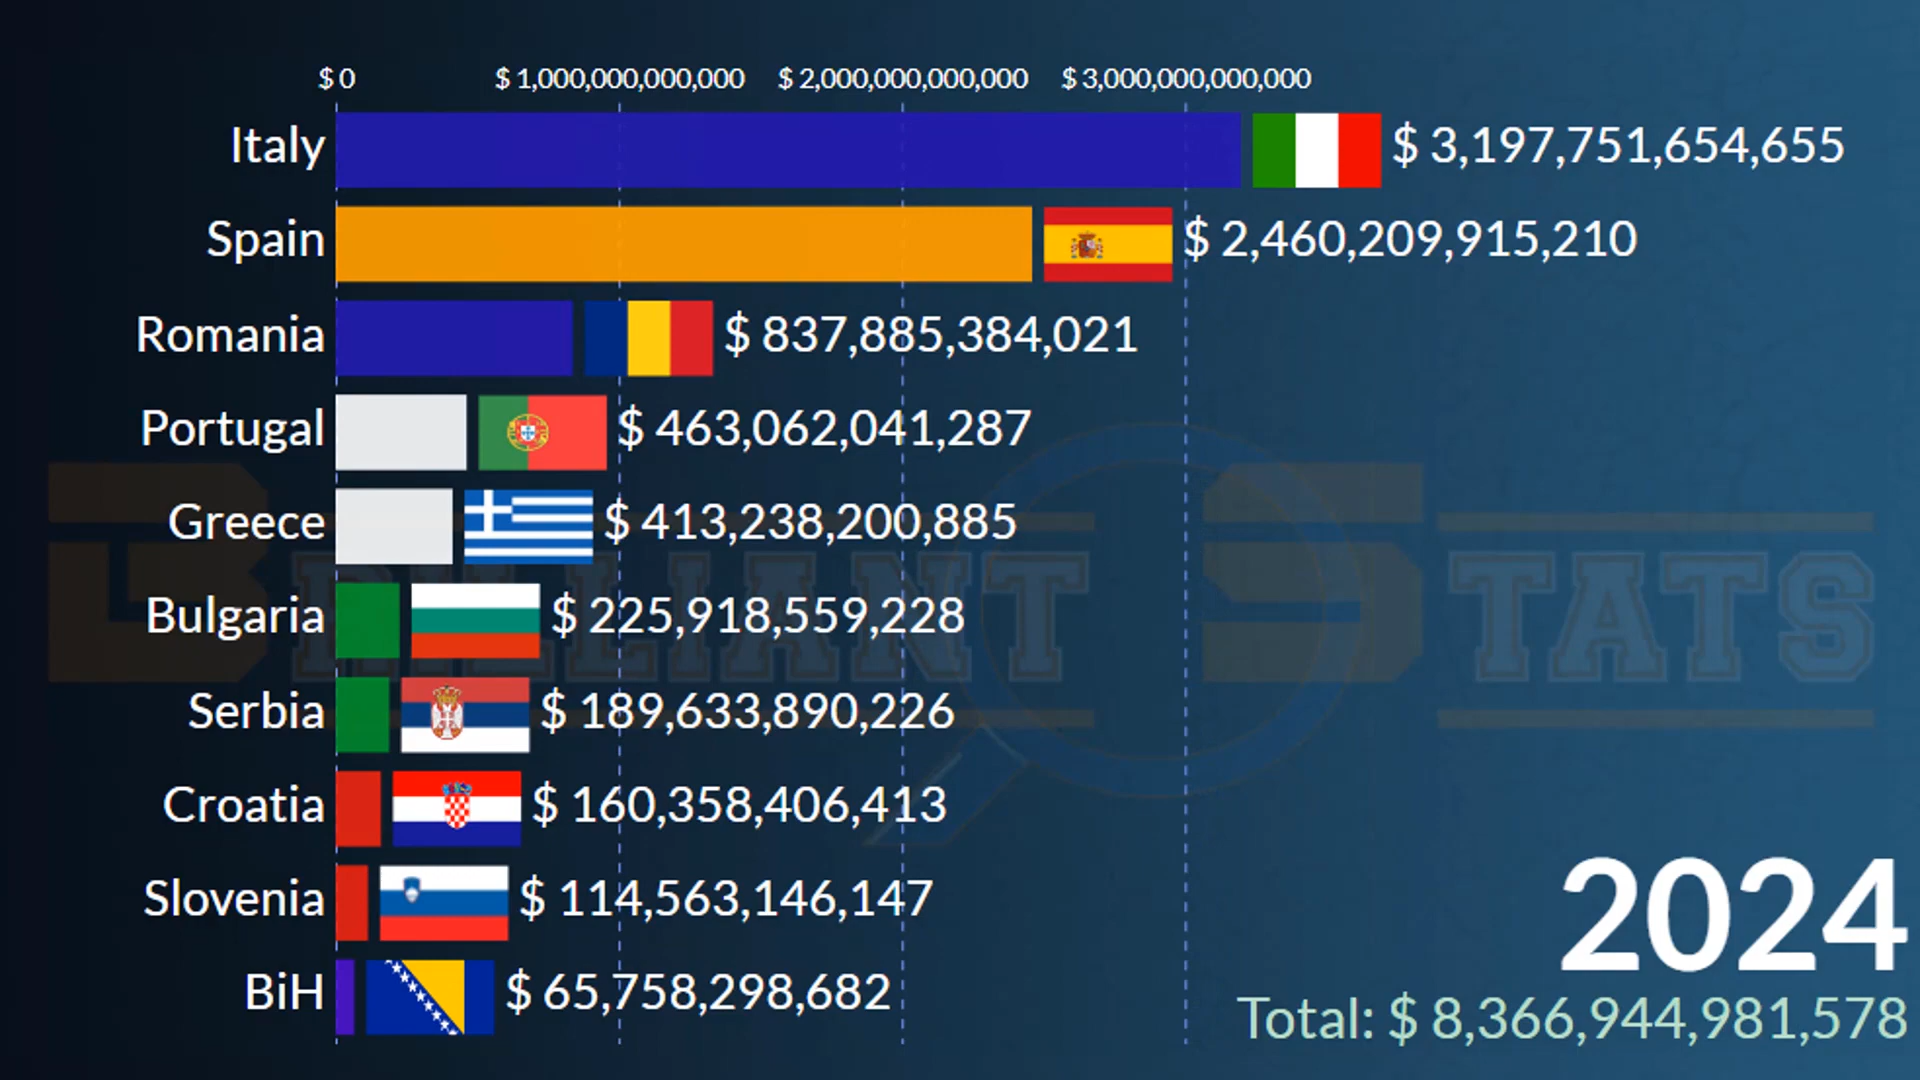 $ 0 $ 1,000,000,000,000 $ 2,000,000,000,000 $ 3,000,000,000,000
Italy $ 3,197,751,654,655
Spain $ 2,460,209,915,210
Romania $ 837,885,384,021
Portugal $ 463,062,041,287
Greece $ 413,238,200,885
Bulgaria $ 225,918,559,228
BRILLIANT STATS
Serbia $ 189,633,890,226
Croatia $ 160,358,406,413
Slovenia $ 114,563,146,147
2024
BiH $ 65,758,298,682
Total: $ 8,366,944,981,578